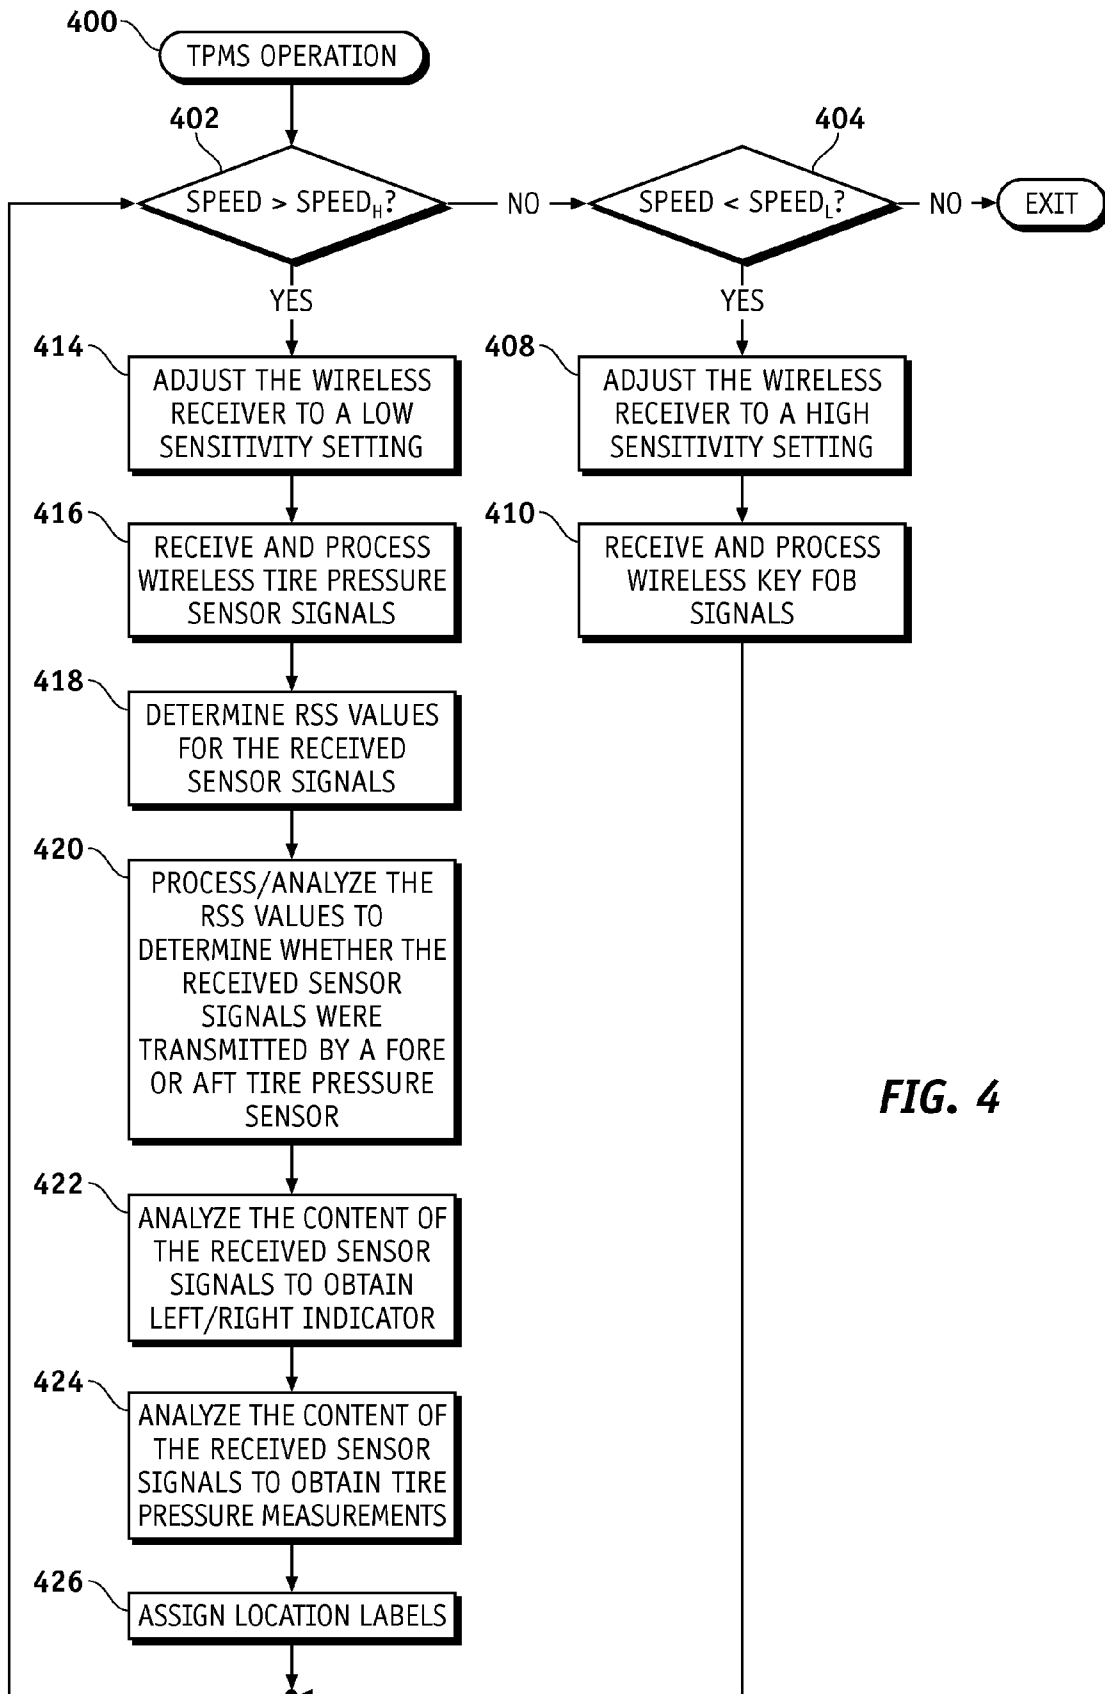 400
TPMS OPERATION
402
SPEED > SPEEDH?
NO
404
SPEED < SPEEDL?
NO
EXIT
YES
YES
414
ADJUST THE WIRELESS
RECEIVER TO A LOW
SENSITIVITY SETTING
408
ADJUST THE WIRELESS
RECEIVER TO A HIGH
SENSITIVITY SETTING
416
RECEIVE AND PROCESS
WIRELESS TIRE PRESSURE
SENSOR SIGNALS
410
RECEIVE AND PROCESS
WIRELESS KEY FOB
SIGNALS
418
DETERMINE RSS VALUES
FOR THE RECEIVED
SENSOR SIGNALS
420
PROCESS/ANALYZE THE
RSS VALUES TO
DETERMINE WHETHER THE
RECEIVED SENSOR
SIGNALS WERE
TRANSMITTED BY A FORE
OR AFT TIRE PRESSURE
SENSOR
FIG. 4
422
ANALYZE THE CONTENT OF
THE RECEIVED SENSOR
SIGNALS TO OBTAIN
LEFT/RIGHT INDICATOR
424
ANALYZE THE CONTENT OF
THE RECEIVED SENSOR
SIGNALS TO OBTAIN TIRE
PRESSURE MEASUREMENTS
426
ASSIGN LOCATION LABELS